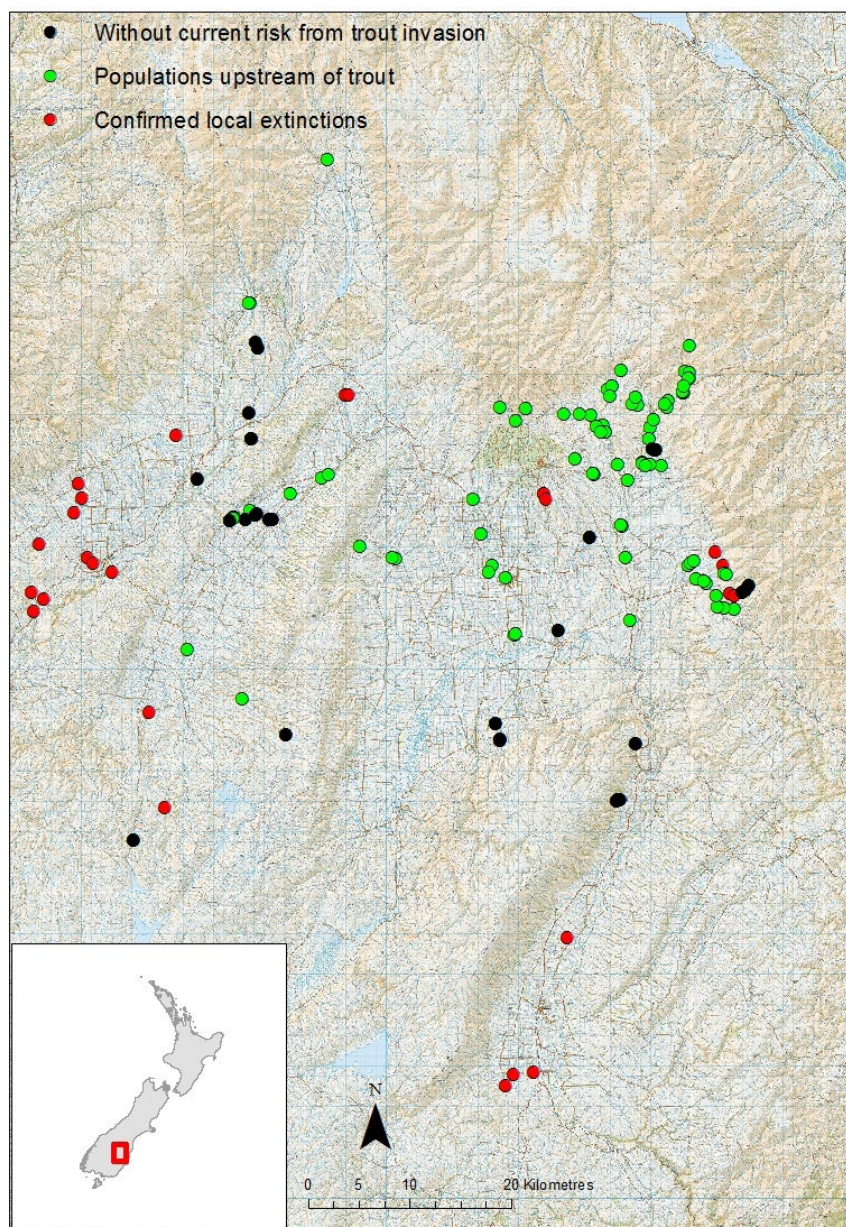 Without current risk from trout invasion
Populations upstream of trout
Confirmed local extinctions
N
0 5 10 20 Kilometres